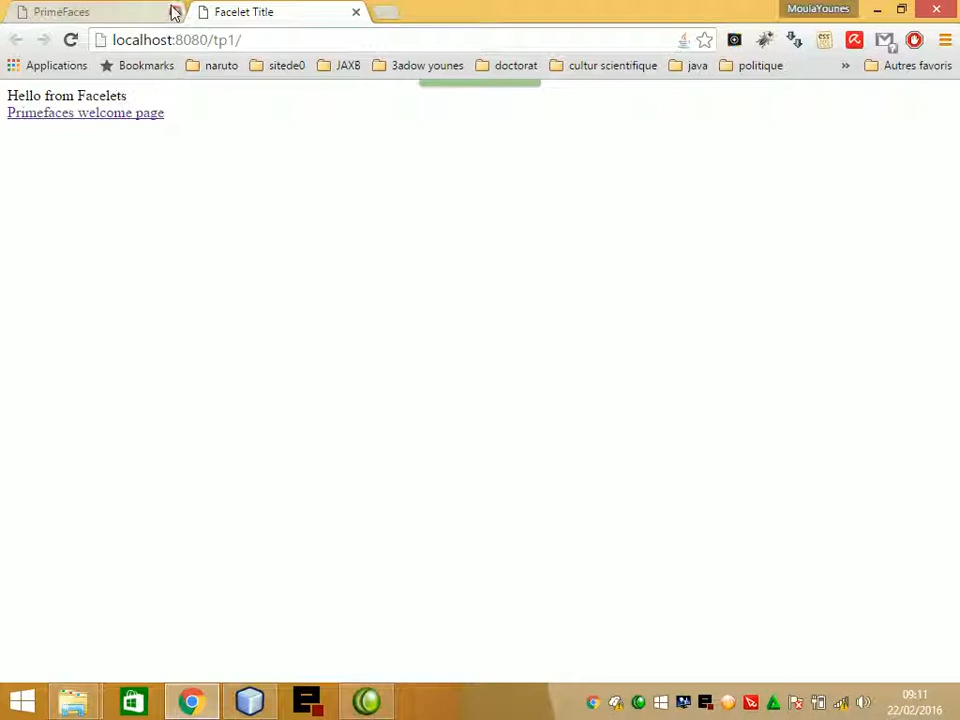 PrimeFaces
Facelet Title
MoulaYounes
localhost:8080/tp1/
Applications
Bookmarks
naruto
sitede0
JAXB
3adow younes
doctorat
cultur scientifique
java
politique
»
Autres favoris
Hello from Facelets
Primefaces welcome page
09:11
22/02/2016